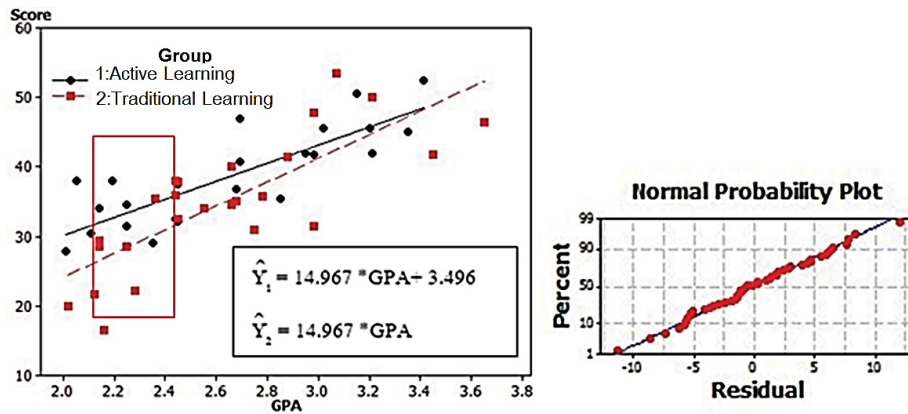 Score
60
50
40
30
20
10
Group
1:Active Learning
2:Traditional Learning
Ŷ₁ = 14.967 *GPA+ 3.496
Ŷ₂ = 14.967 *GPA
2.0 2.2 2.4 2.6 2.8 3.0 3.2 3.4 3.6 3.8
GPA
Normal Probability Plot
Percent
99
90
50
10
1
-10 -5 0 5 10
Residual